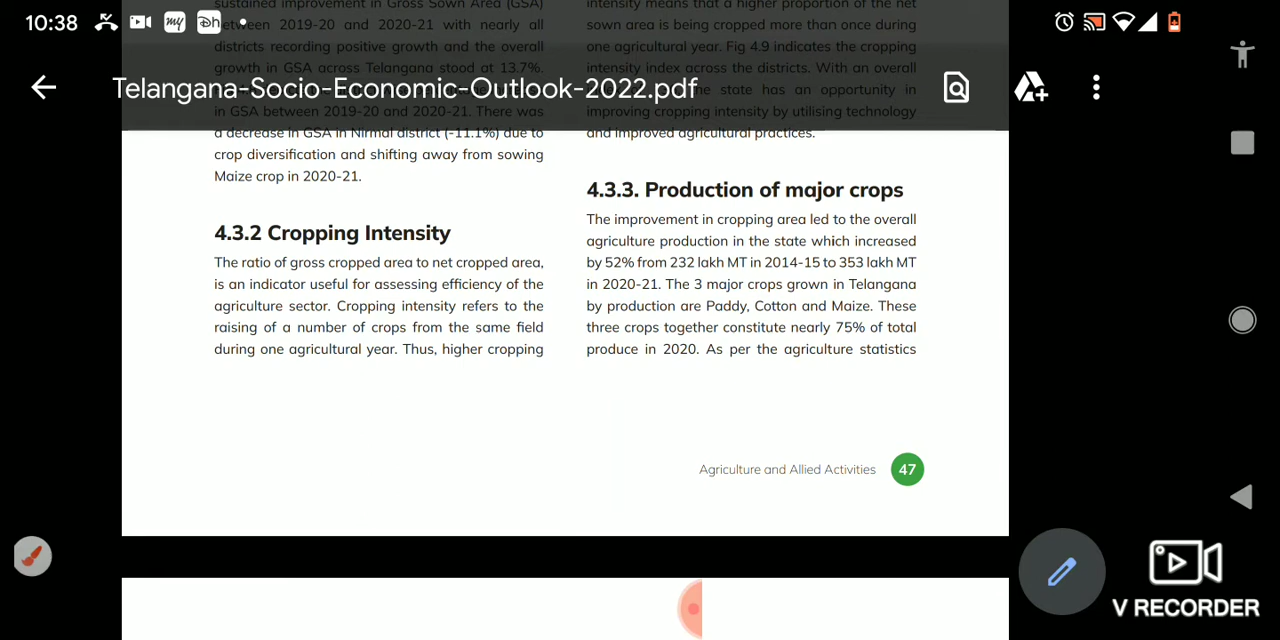 10:38
my
Dh
sustained improvement in Gross Sown Area (GSA)
between 2019-20 and 2020-21 with nearly all
districts recording positive growth and the overall
growth in GSA across Telangana stood at 13.7%.
Telangana-Socio-Economic-Outlook-2022.pdf
in GSA between 2019-20 and 2020-21. There was
a decrease in GSA in Nirmal district (-11.1%) due to
crop diversification and shifting away from sowing
Maize crop in 2020-21.
4.3.2 Cropping Intensity
The ratio of gross cropped area to net cropped area,
is an indicator useful for assessing efficiency of the
agriculture sector. Cropping intensity refers to the
raising of a number of crops from the same field
during one agricultural year. Thus, higher cropping
intensity means that a higher proportion of the net
sown area is being cropped more than once during
one agricultural year. Fig 4.9 indicates the cropping
intensity index across the districts. With an overall
the state has an opportunity in
improving cropping intensity by utilising technology
and improved agricultural practices.
4.3.3. Production of major crops
The improvement in cropping area led to the overall
agriculture production in the state which increased
by 52% from 232 lakh MT in 2014-15 to 353 lakh MT
in 2020-21. The 3 major crops grown in Telangana
by production are Paddy, Cotton and Maize. These
three crops together constitute nearly 75% of total
produce in 2020. As per the agriculture statistics
Agriculture and Allied Activities 47
V RECORDER